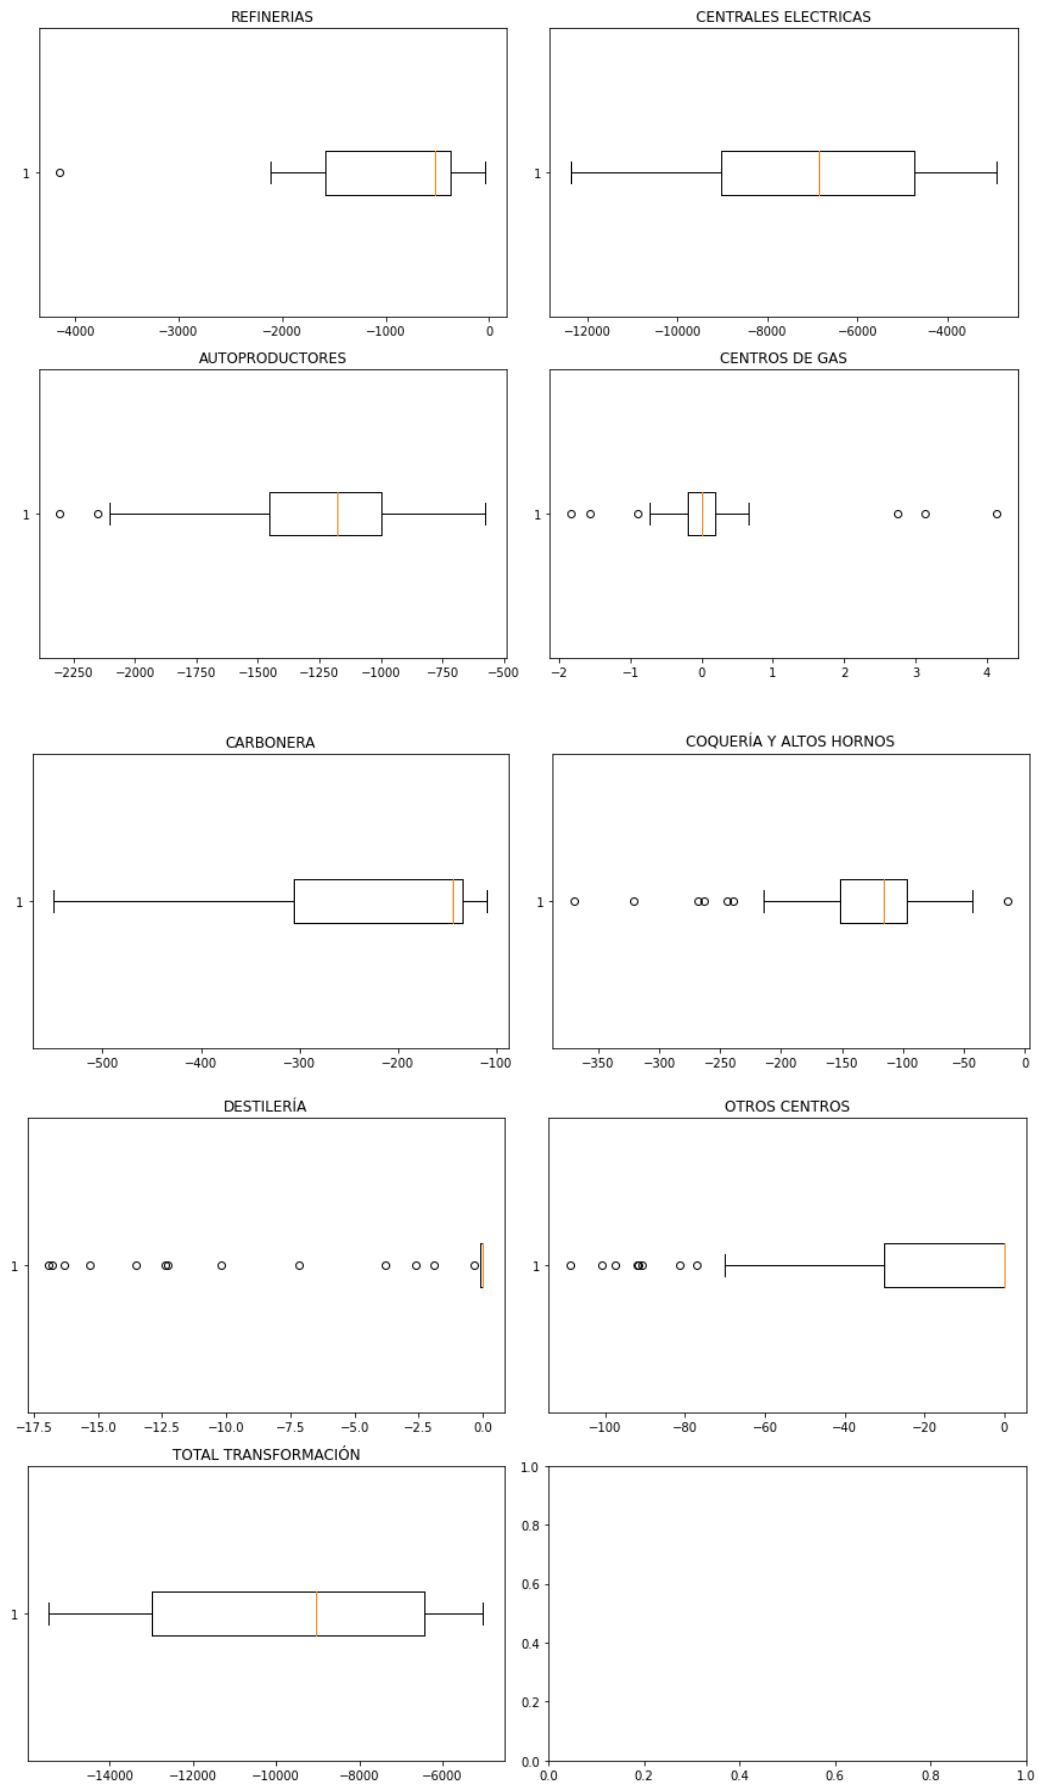 REFINERIAS
1
−4000 −3000 −2000 −1000 0
CENTRALES ELECTRICAS
1
−12000 −10000 −8000 −6000 −4000
AUTOPRODUCTORES
1
−2250 −2000 −1750 −1500 −1250 −1000 −750 −500
CENTROS DE GAS
1
−2 −1 0 1 2 3 4
CARBONERA
1
−500 −400 −300 −200 −100
COQUERÍA Y ALTOS HORNOS
1
−350 −300 −250 −200 −150 −100 −50 0
DESTILERÍA
1
−17.5 −15.0 −12.5 −10.0 −7.5 −5.0 −2.5 0.0
OTROS CENTROS
1
−100 −80 −60 −40 −20 0
TOTAL TRANSFORMACIÓN
1
−14000 −12000 −10000 −8000 −6000
1.0
0.8
0.6
0.4
0.2
0.0
0.0 0.2 0.4 0.6 0.8 1.0